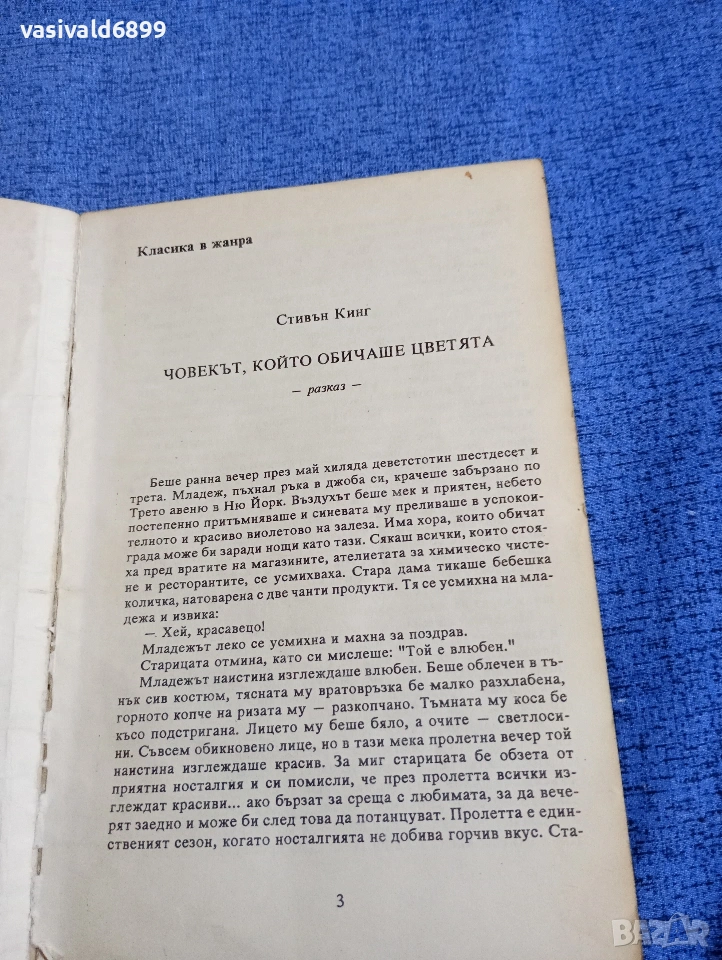 vasivald6899
Класика в жанра
Стивън Кинг
ЧОВЕКЪТ, КОЙТО ОБИЧАШЕ ЦВЕТЯТА
— разказ —
Беше ранна вечер през май хиляда деветстотин шестдесет и
трета. Младеж, пъхнал ръка в джоба си, крачеше забързано по
Трето авеню в Ню Йорк. Въздухът беше мек и приятен, небето
постепенно притъмняваше и синевата му преливаше в успокои-
телното и красиво виолетово на залеза. Има хора, които обичат
града може би заради нощи като тази. Сякаш всички, които стоя-
ха пред вратите на магазините, ателиетата за химическо чисте-
не и ресторантите, се усмихваха. Стара дама тикаше бебешка
количка, натоварена с две чанти продукти. Тя се усмихна на мла-
дежа и извика:
— Хей, красавецо!
Младежът леко се усмихна и махна за поздрав.
Старицата отмина, като си мислеше: "Той е влюбен."
Младежът наистина изглеждаше влюбен. Беше облечен в тъ-
нък сив костюм, тясната му вратовръзка бе малко разхлабена,
горното копче на ризата му — разкопчано. Тъмната му коса бе
късо подстригана. Лицето му беше бяло, а очите — светлоси-
ни. Съвсем обикновено лице, но в тази мека пролетна вечер той
наистина изглеждаше красив. За миг старицата бе обзета от
приятна носталгия и си помисли, че през пролетта всички из-
глеждат красиви... ако бързат за среща с любимата, за да вече-
рят заедно и може би след това да потанцуват. Пролетта е един-
ственият сезон, когато носталгията не добива горчив вкус. Ста-
3
BAZAR